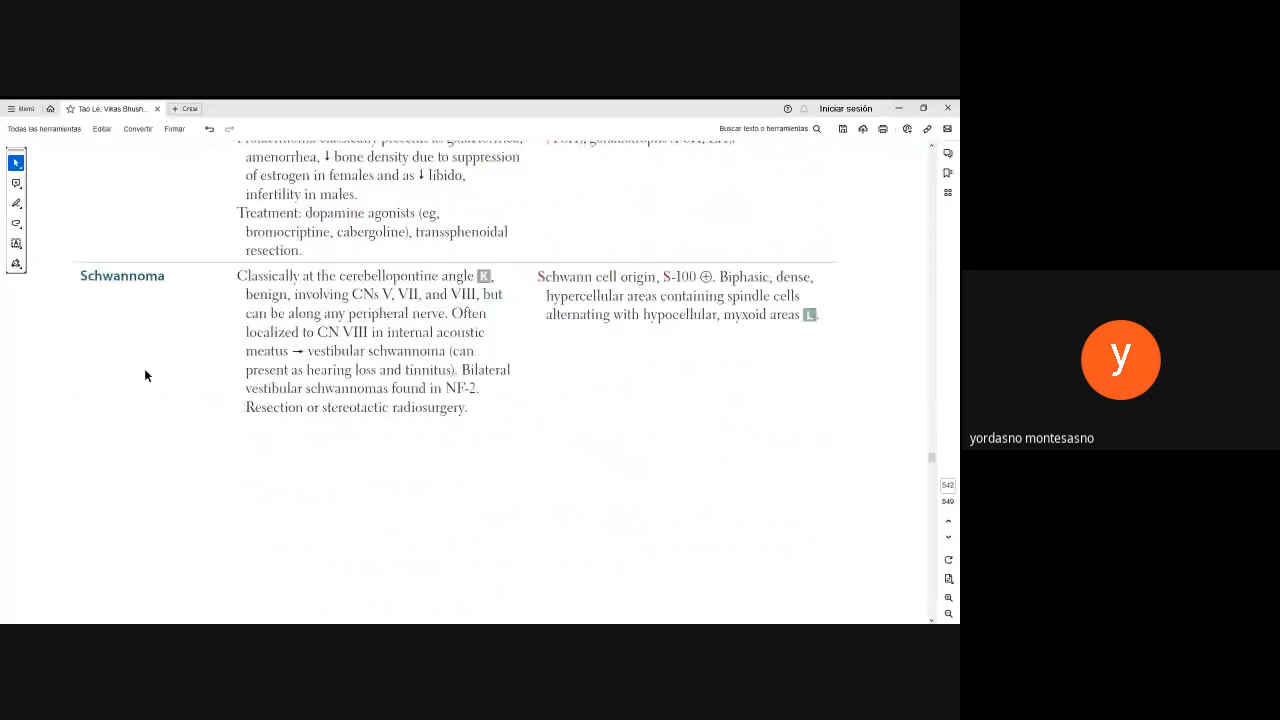 Menú
Tao Le, Vikas Bhush...
Crear
Iniciar sesión
Todas las herramientas Editar Convertir Firmar
Buscar texto o herramientas
amenorrhea, ↓ bone density due to suppression
of estrogen in females and as ↓ libido,
infertility in males.
Treatment: dopamine agonists (eg,
bromocriptine, cabergoline), transsphenoidal
resection.
Schwannoma
Classically at the cerebellopontine angle K,
benign, involving CNs V, VII, and VIII, but
can be along any peripheral nerve. Often
localized to CN VIII in internal acoustic
meatus → vestibular schwannoma (can
present as hearing loss and tinnitus). Bilateral
vestibular schwannomas found in NF-2.
Resection or stereotactic radiosurgery.
Schwann cell origin, S-100 ⊕. Biphasic, dense,
hypercellular areas containing spindle cells
alternating with hypocellular, myxoid areas L.
542
849
y
yordasno montesasno